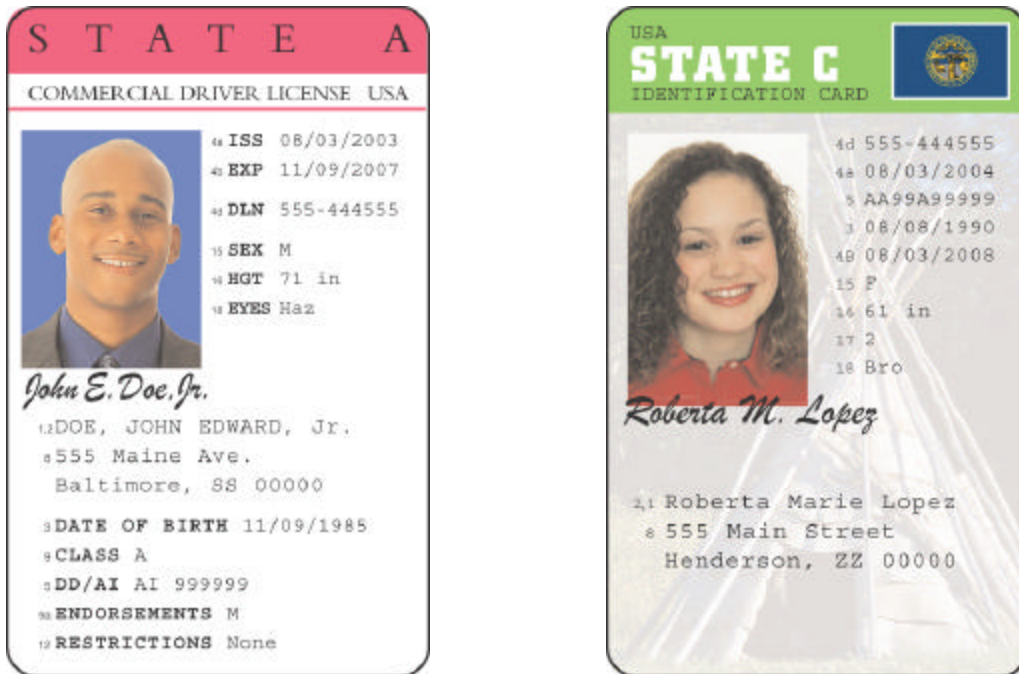 STATE A
COMMERCIAL DRIVER LICENSE USA
4a ISS 08/03/2003
4b EXP 11/09/2007
4d DLN 555-444555
15 SEX M
16 HGT 71 in
18 EYES Haz
John E. Doe, Jr.
1,2 DOE, JOHN EDWARD, Jr.
8 555 Maine Ave.
Baltimore, SS 00000
3 DATE OF BIRTH 11/09/1985
9 CLASS A
5 DD/AI AI 999999
9a ENDORSEMENTS M
12 RESTRICTIONS None
USA
STATE C
IDENTIFICATION CARD
4d 555-444555
4a 08/03/2004
5 AA99A99999
3 08/08/1990
4B 08/03/2008
15 F
16 61 in
17 2
18 Bro
Roberta M. Lopez
2,1 Roberta Marie Lopez
8 555 Main Street
Henderson, ZZ 00000